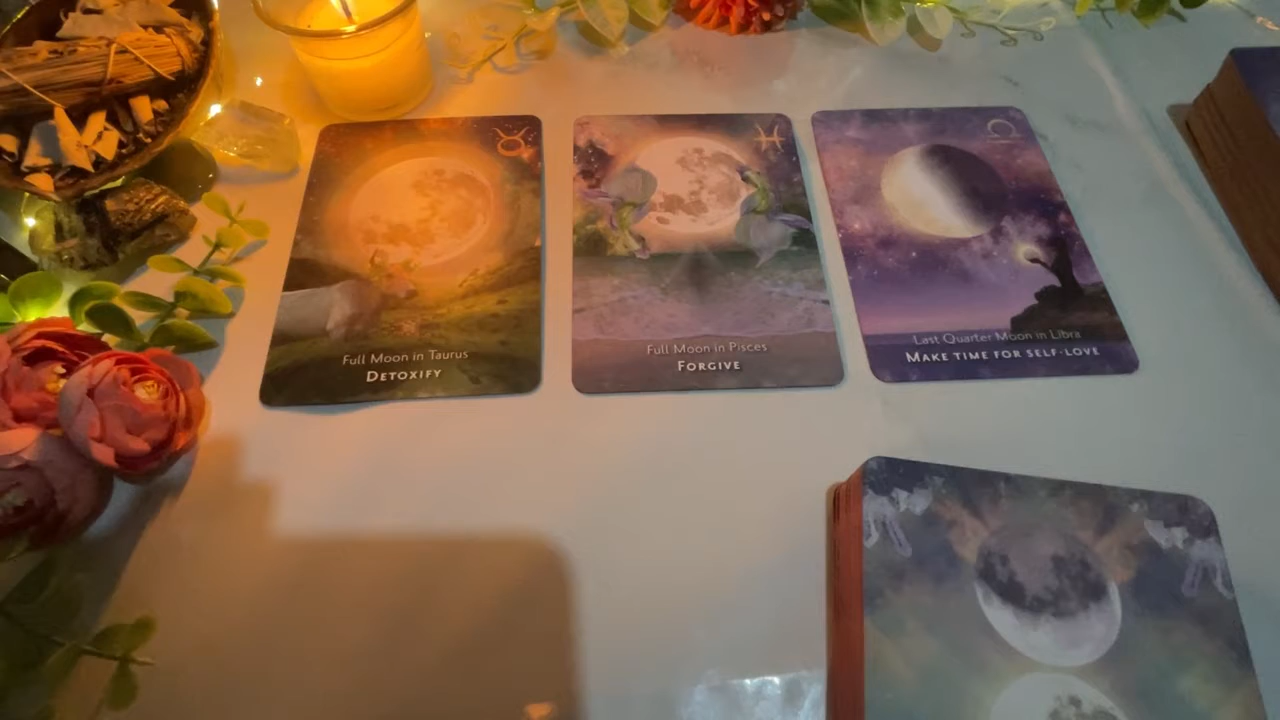 Full Moon in Taurus
DETOXIFY
Full Moon in Pisces
FORGIVE
Last Quarter Moon in Libra
MAKE TIME FOR SELF-LOVE